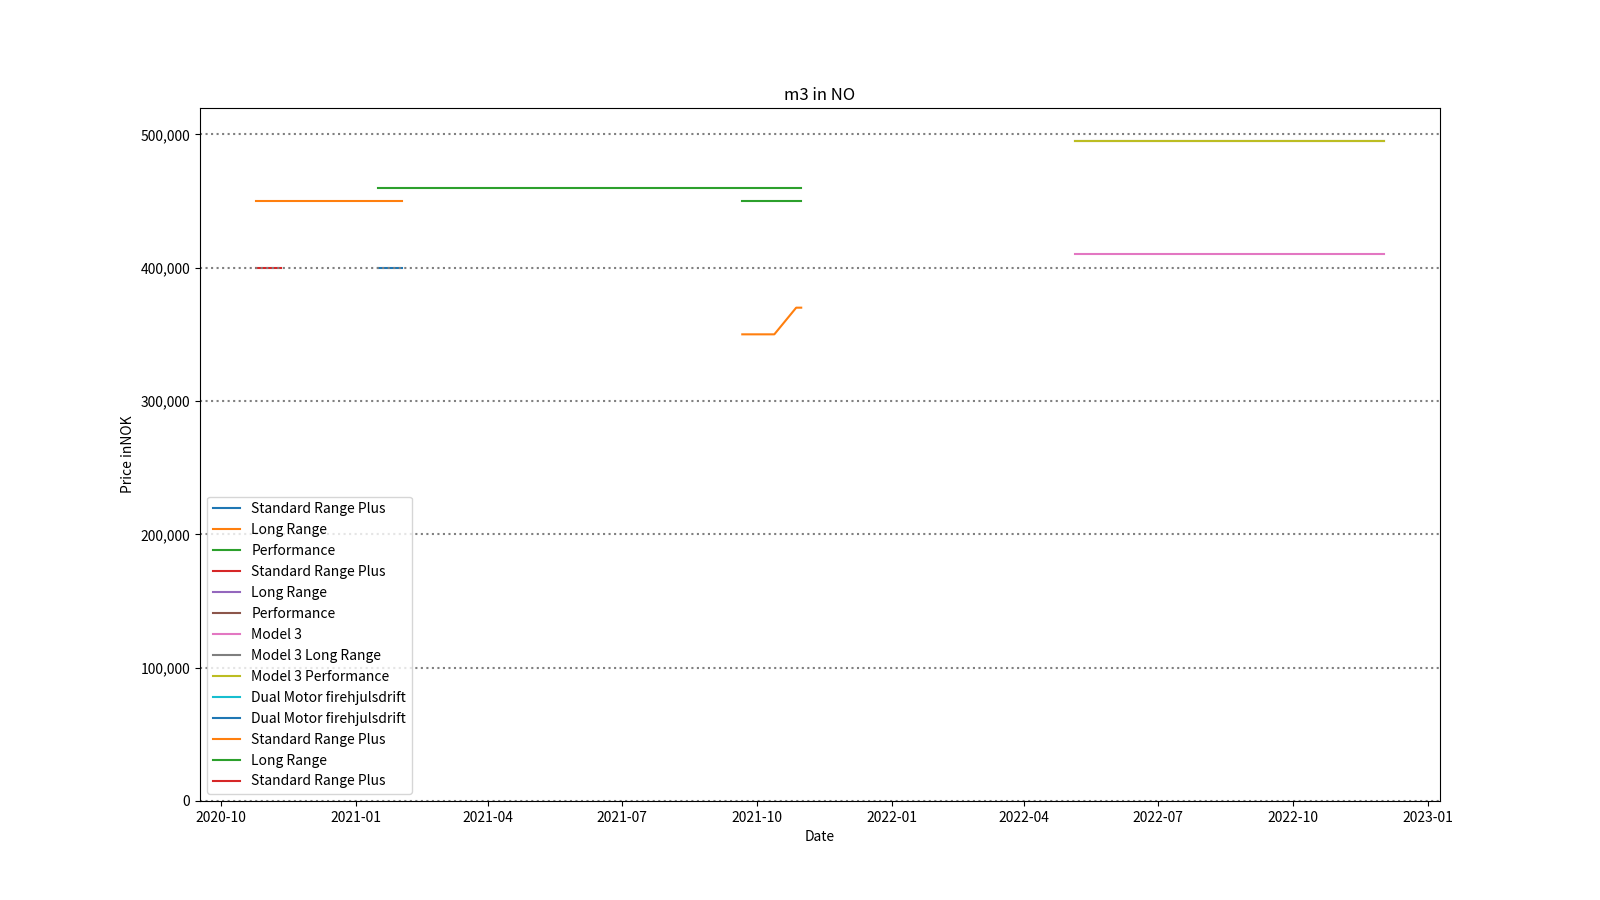 m3 in NO
500,000
400,000
300,000
200,000
100,000
0
Price inNOK
Standard Range Plus
Long Range
Performance
Standard Range Plus
Long Range
Performance
Model 3
Model 3 Long Range
Model 3 Performance
Dual Motor firehjulsdrift
Dual Motor firehjulsdrift
Standard Range Plus
Long Range
Standard Range Plus
2020-10 2021-01 2021-04 2021-07 2021-10 2022-01 2022-04 2022-07 2022-10 2023-01
Date